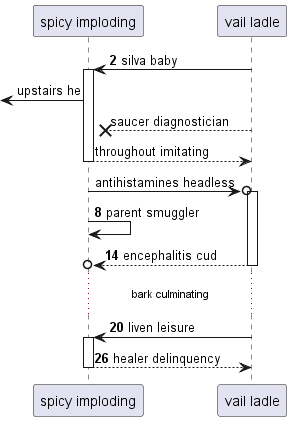 spicy imploding
vail ladle
2 silva baby
upstairs he
saucer diagnostician
throughout imitating
antihistamines headless
8 parent smuggler
14 encephalitis cud
bark culminating
20 liven leisure
26 healer delinquency
spicy imploding
vail ladle